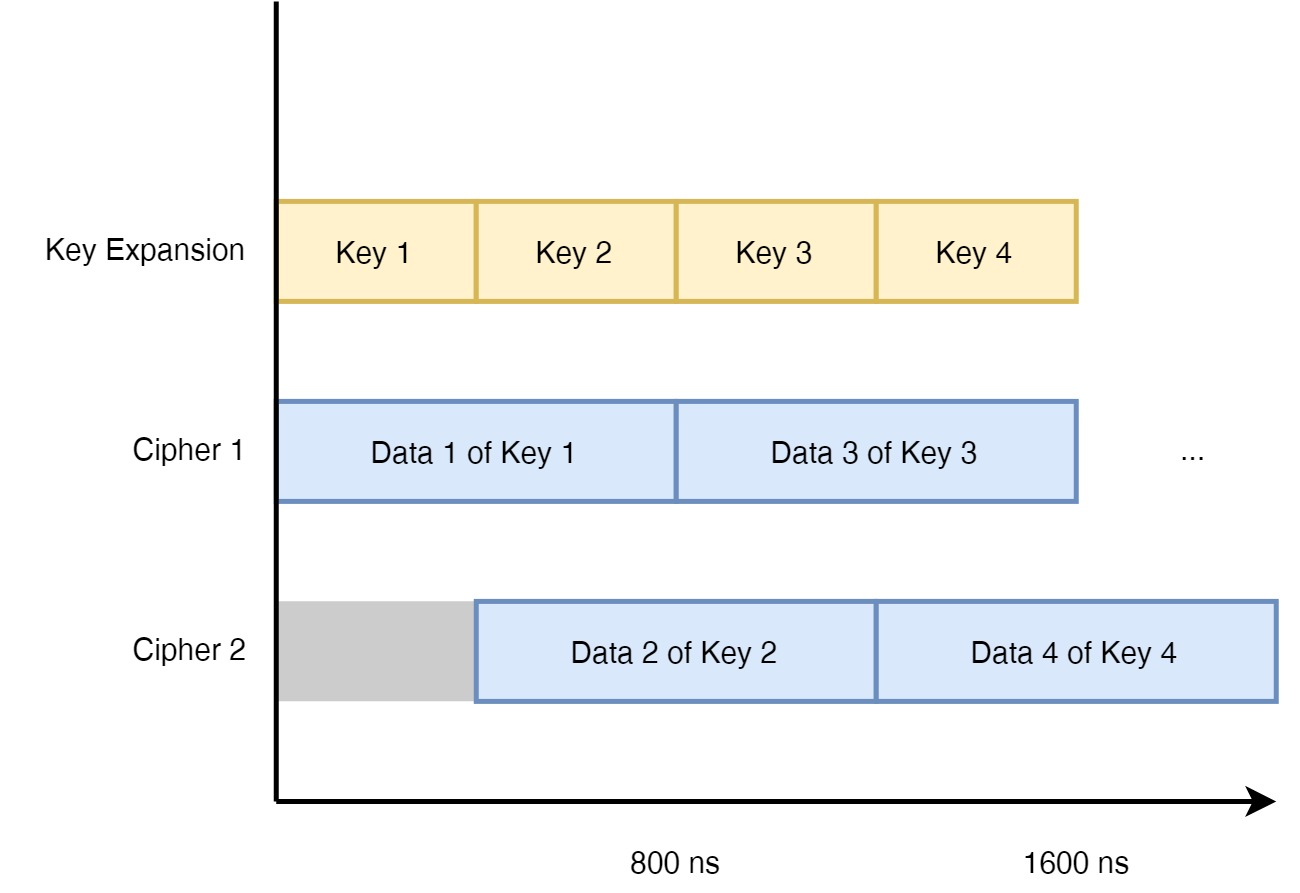 Key Expansion
Key 1
Key 2
Key 3
Key 4
Cipher 1
Data 1 of Key 1
Data 3 of Key 3
...
Cipher 2
Data 2 of Key 2
Data 4 of Key 4
800 ns
1600 ns